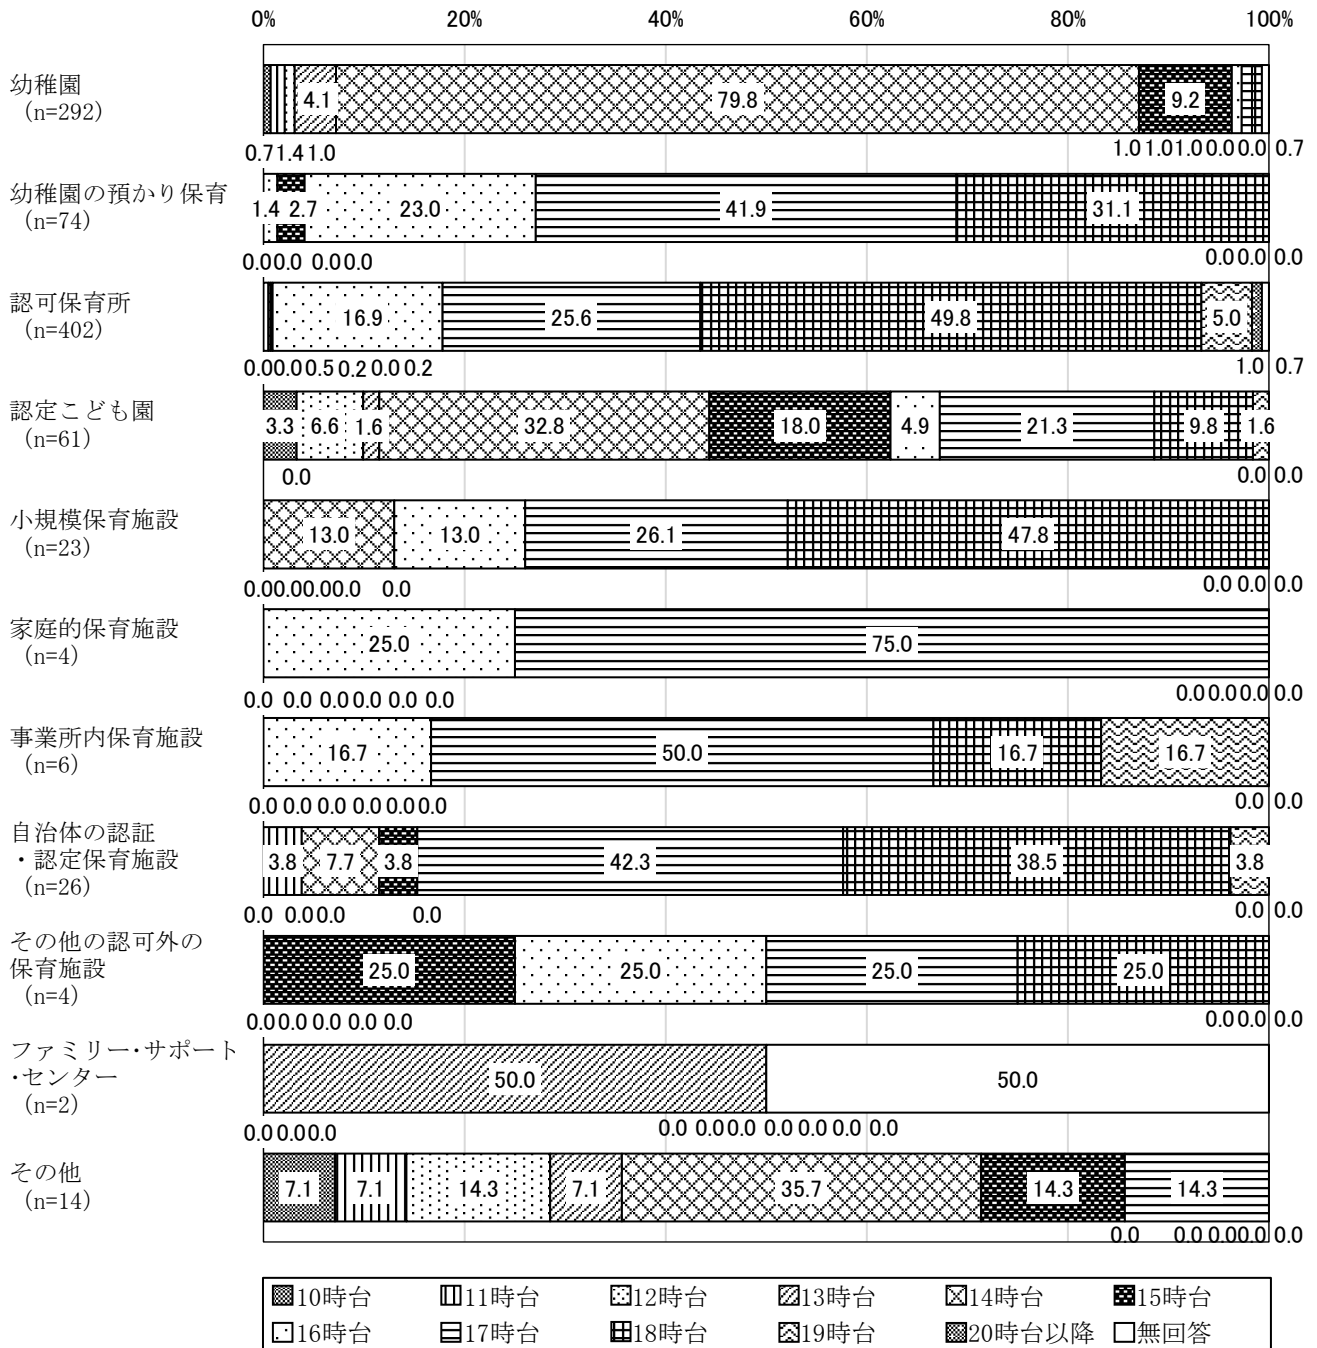 0% 20% 40% 60% 80% 100%
幼稚園
（n=292）
4.1 79.8 9.2
0.7 1.4 1.0 1.0 1.0 1.0 0.0 0.0 0.7
幼稚園の預かり保育
（n=74）
1.4 2.7 23.0 41.9 31.1
0.0 0.0 0.0 0.0 0.0 0.0 0.0
認可保育所
（n=402）
16.9 25.6 49.8 5.0
0.0 0.0 0.5 0.2 0.0 0.2 1.0 0.7
認定こども園
（n=61）
3.3 6.6 1.6 32.8 18.0 4.9 21.3 9.8 1.6
0.0 0.0 0.0
小規模保育施設
（n=23）
13.0 13.0 26.1 47.8
0.0 0.0 0.0 0.0 0.0 0.0 0.0 0.0
家庭的保育施設
（n=4）
25.0 75.0
0.0 0.0 0.0 0.0 0.0 0.0 0.0 0.0 0.0 0.0
事業所内保育施設
（n=6）
16.7 50.0 16.7 16.7
0.0 0.0 0.0 0.0 0.0 0.0 0.0 0.0
自治体の認証
・認定保育施設
（n=26）
3.8 7.7 3.8 42.3 38.5 3.8
0.0 0.0 0.0 0.0 0.0 0.0
その他の認可外の
保育施設
（n=4）
25.0 25.0 25.0 25.0
0.0 0.0 0.0 0.0 0.0 0.0 0.0 0.0
ファミリー・サポート
・センター
（n=2）
50.0 50.0
0.0 0.0 0.0 0.0 0.0 0.0 0.0 0.0 0.0 0.0
その他
（n=14）
7.1 7.1 14.3 7.1 35.7 14.3 14.3
0.0 0.0 0.0 0.0 0.0
10時台 11時台 12時台 13時台 14時台 15時台
16時台 17時台 18時台 19時台 20時台以降 無回答